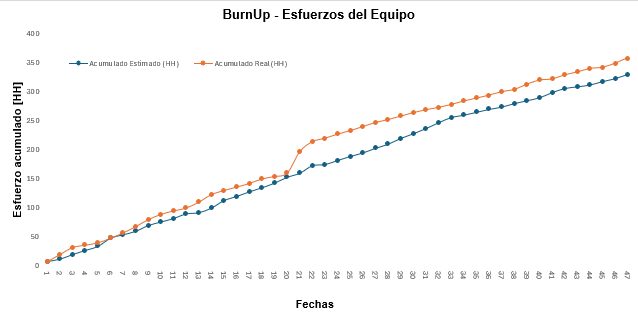 BurnUp - Esfuerzos del Equipo
400
350
300
250
200
150
100
50
0
Acumulado Estimado (HH)
Acumulado Real (HH)
Esfuerzo acumulado [HH]
1 2 3 4 5 6 7 8 9 10 11 12 13 14 15 16 17 18 19 20 21 22 23 24 25 26 27 28 29 30 31 32 33 34 35 36 37 38 39 40 41 42 43 44 45 46 47
Fechas